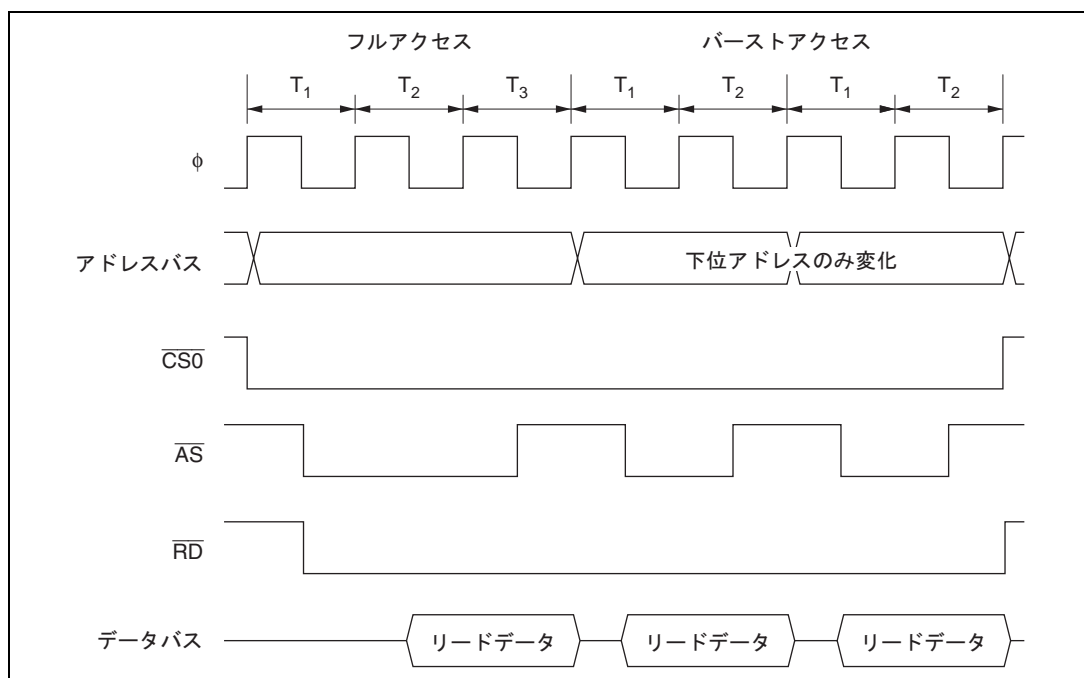 フルアクセス バーストアクセス
T1 T2 T3 T1 T2 T1 T2
φ
アドレスバス 下位アドレスのみ変化
CS0
AS
RD
データバス リードデータ リードデータ リードデータ